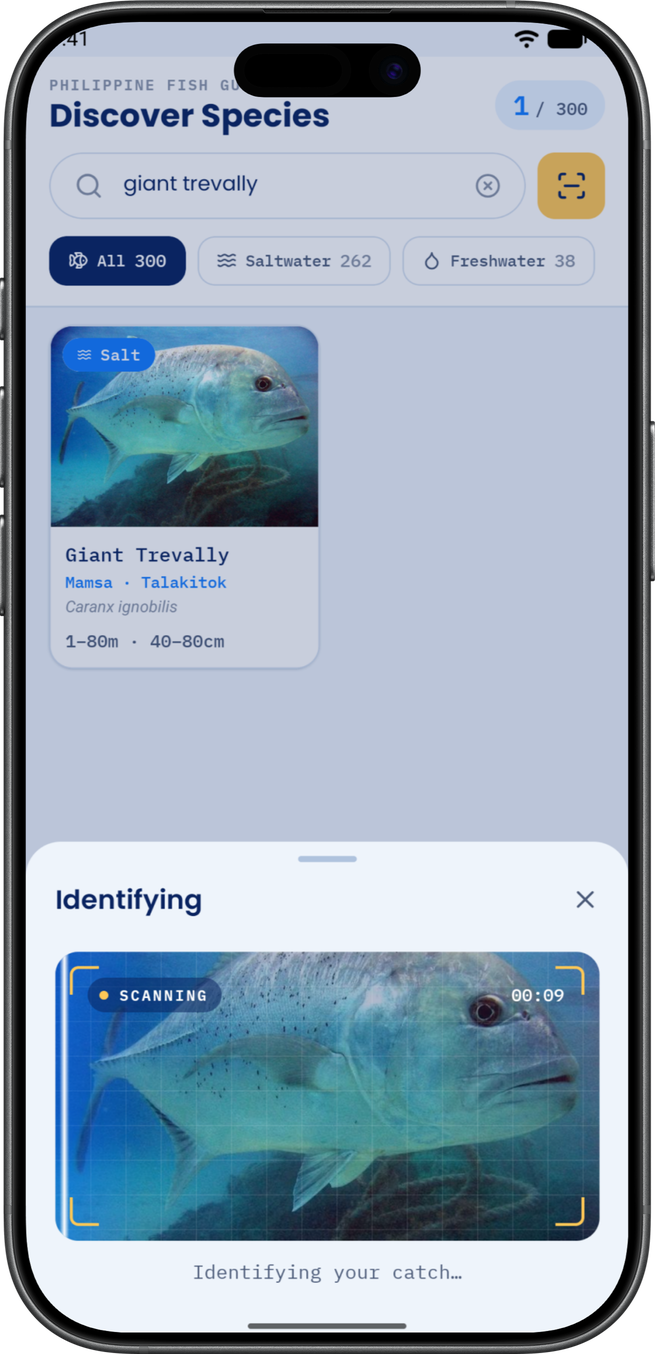 :41
PHILIPPINE FISH GU
Discover Species
1 / 300
giant trevally
All 300
Saltwater 262
Freshwater 38
Salt
Giant Trevally
Mamsa · Talakitok
Caranx ignobilis
1–80m · 40–80cm
Identifying
SCANNING
00:09
Identifying your catch…